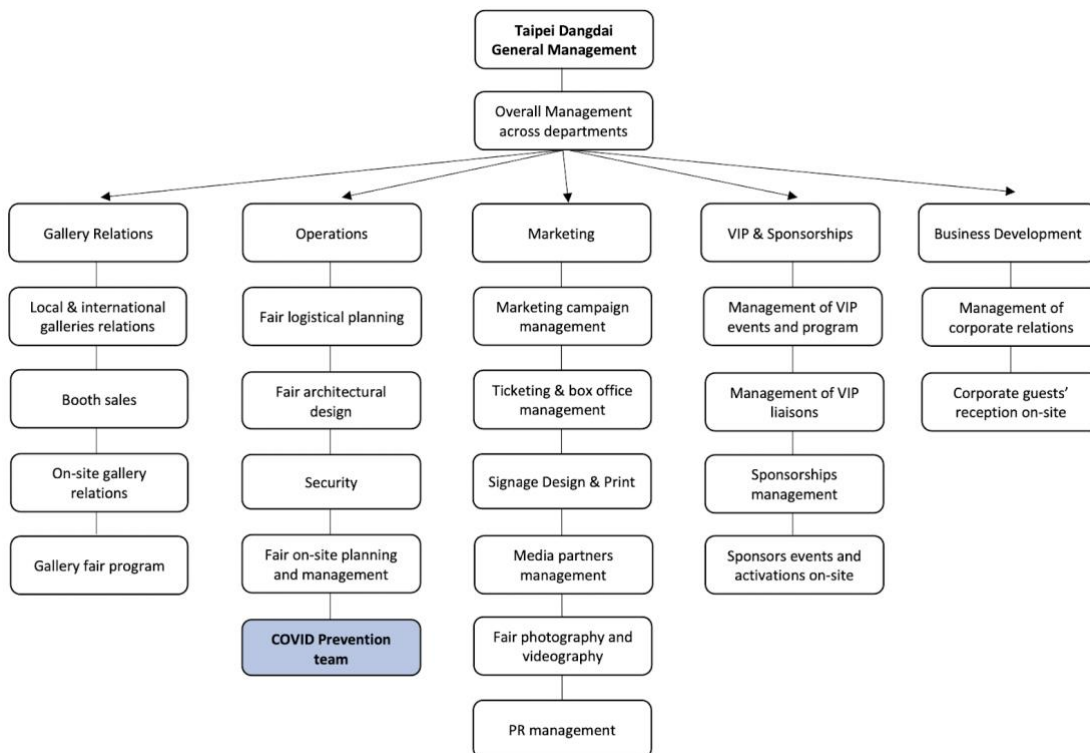 Taipei Dangdai
General Management
Overall Management
across departments
Gallery Relations
Operations
Marketing
VIP & Sponsorships
Business Development
Local & international
galleries relations
Fair logistical planning
Marketing campaign
management
Management of VIP
events and program
Management of
corporate relations
Booth sales
Fair architectural
design
Ticketing & box office
management
Management of VIP
liaisons
Corporate guests’
reception on-site
On-site gallery
relations
Security
Signage Design & Print
Sponsorships
management
Gallery fair program
Fair on-site planning
and management
Media partners
management
Sponsors events and
activations on-site
COVID Prevention
team
Fair photography and
videography
PR management